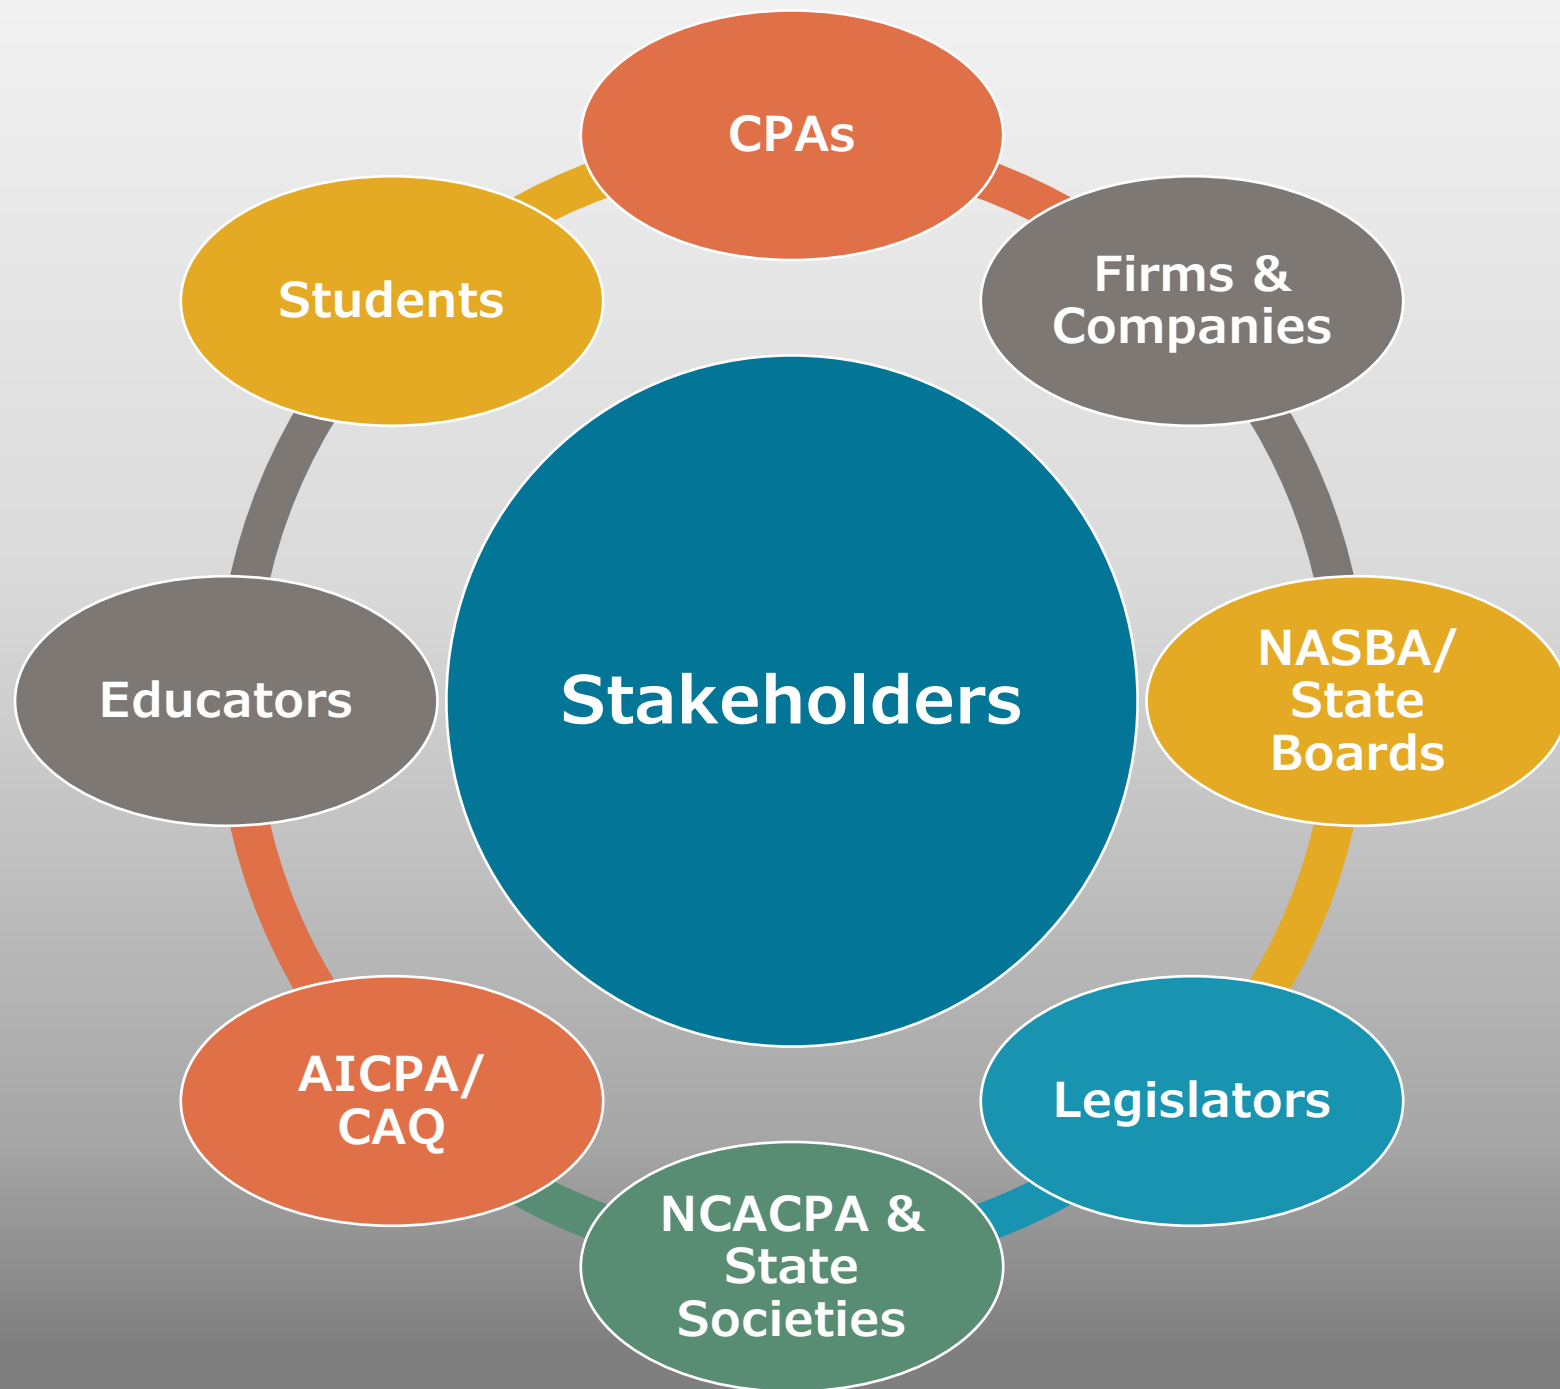 CPAs
Firms &
Companies
NASBA/
State
Boards
Legislators
NCACPA &
State
Societies
AICPA/
CAQ
Educators
Students
Stakeholders